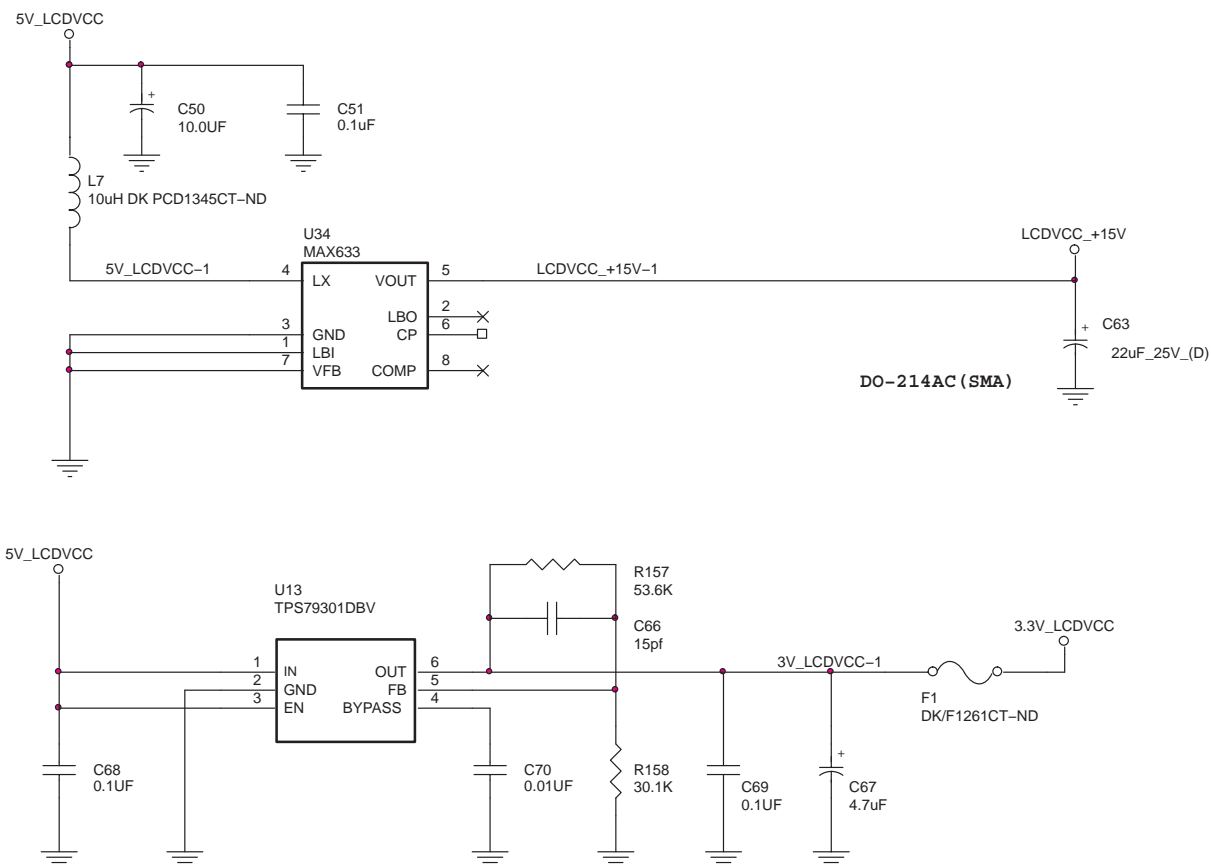 5V_LCDVCC
+
C50
10.0UF
C51
0.1uF
L7
10uH DK PCD1345CT−ND
U34
MAX633
5V_LCDVCC−1
4
LX
VOUT
5
LCDVCC_+15V−1
LCDVCC_+15V
LBO
2
3
GND
CP
6
1
LBI
7
VFB
COMP
8
+
C63
22uF_25V_(D)
DO−214AC(SMA)
5V_LCDVCC
U13
TPS79301DBV
R157
53.6K
C66
15pf
1
IN
OUT
6
2
GND
FB
5
3
EN
BYPASS
4
3V_LCDVCC−1
3.3V_LCDVCC
F1
DK/F1261CT−ND
C68
0.1UF
C70
0.01UF
R158
30.1K
C69
0.1UF
+
C67
4.7uF